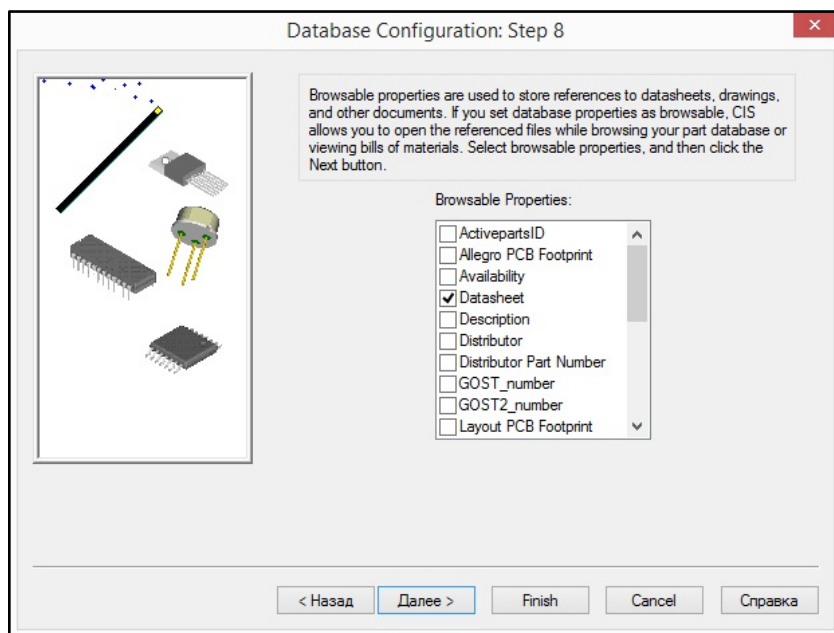 Database Configuration: Step 8
Browsable properties are used to store references to datasheets, drawings,
and other documents. If you set database properties as browsable, CIS
allows you to open the referenced files while browsing your part database or
viewing bills of materials. Select browsable properties, and then click the
Next button.
Browsable Properties:
ActivepartsID
Allegro PCB Footprint
Availability
Datasheet
Description
Distributor
Distributor Part Number
GOST_number
GOST2_number
Layout PCB Footprint
< Назад
Далее >
Finish
Cancel
Справка